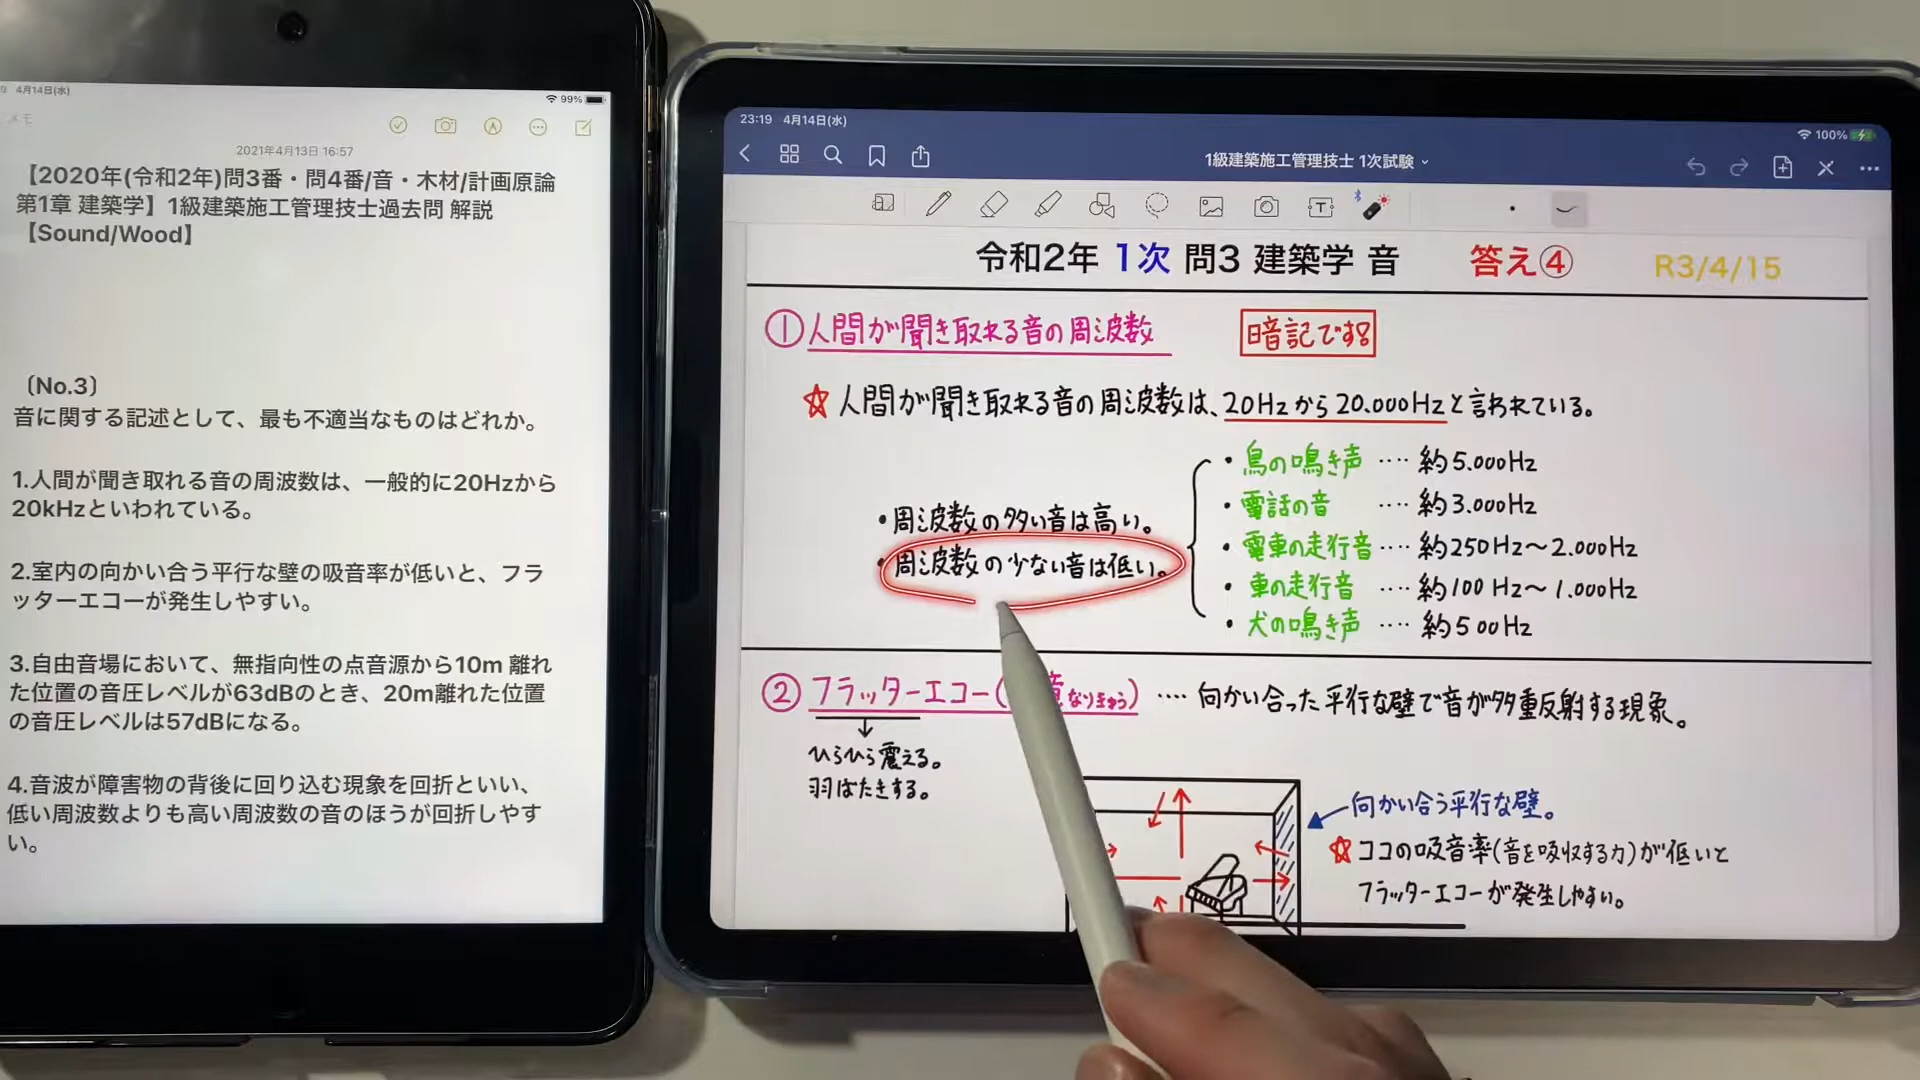 4月14日(水)
99%
メモ
2021年4月13日 16:57
【2020年(令和2年)問3番・問4番/音・木材/計画原論
第1章 建築学】1級建築施工管理技士過去問 解説
【Sound/Wood】
〔No.3〕
音に関する記述として、最も不適当なものはどれか。
1.人間が聞き取れる音の周波数は、一般的に20Hzから
20kHzといわれている。
2.室内の向かい合う平行な壁の吸音率が低いと、フラ
ッターエコーが発生しやすい。
3.自由音場において、無指向性の点音源から10m 離れ
た位置の音圧レベルが63dBのとき、20m離れた位置
の音圧レベルは57dBになる。
4.音波が障害物の背後に回り込む現象を回折といい、
低い周波数よりも高い周波数の音のほうが回折しやす
い。
23:19 4月14日(水)
100%
1級建築施工管理技士 1次試験
令和2年 1次 問3 建築学 音 答え④ R3/4/15
①人間が聞き取れる音の周波数 暗記です!
☆人間が聞き取れる音の周波数は、20Hzから20.000Hzと言われている。
・周波数の多い音は高い。
・周波数の少ない音は低い。
・鳥の鳴き声 ‥‥ 約5.000Hz
・電話の音 ‥‥ 約3.000Hz
・電車の走行音‥‥ 約250Hz〜2.000Hz
・車の走行音 ‥‥ 約100Hz〜1.000Hz
・犬の鳴き声 ‥‥ 約500Hz
②フラッターエコー( なりきゅう) ‥‥ 向かい合った平行な壁で音が多重反射する現象。
ひらひら震える。
羽ばたきする。
向かい合う平行な壁。
☆ココの吸音率(音を吸収する力)が低いと
フラッターエコーが発生しやすい。